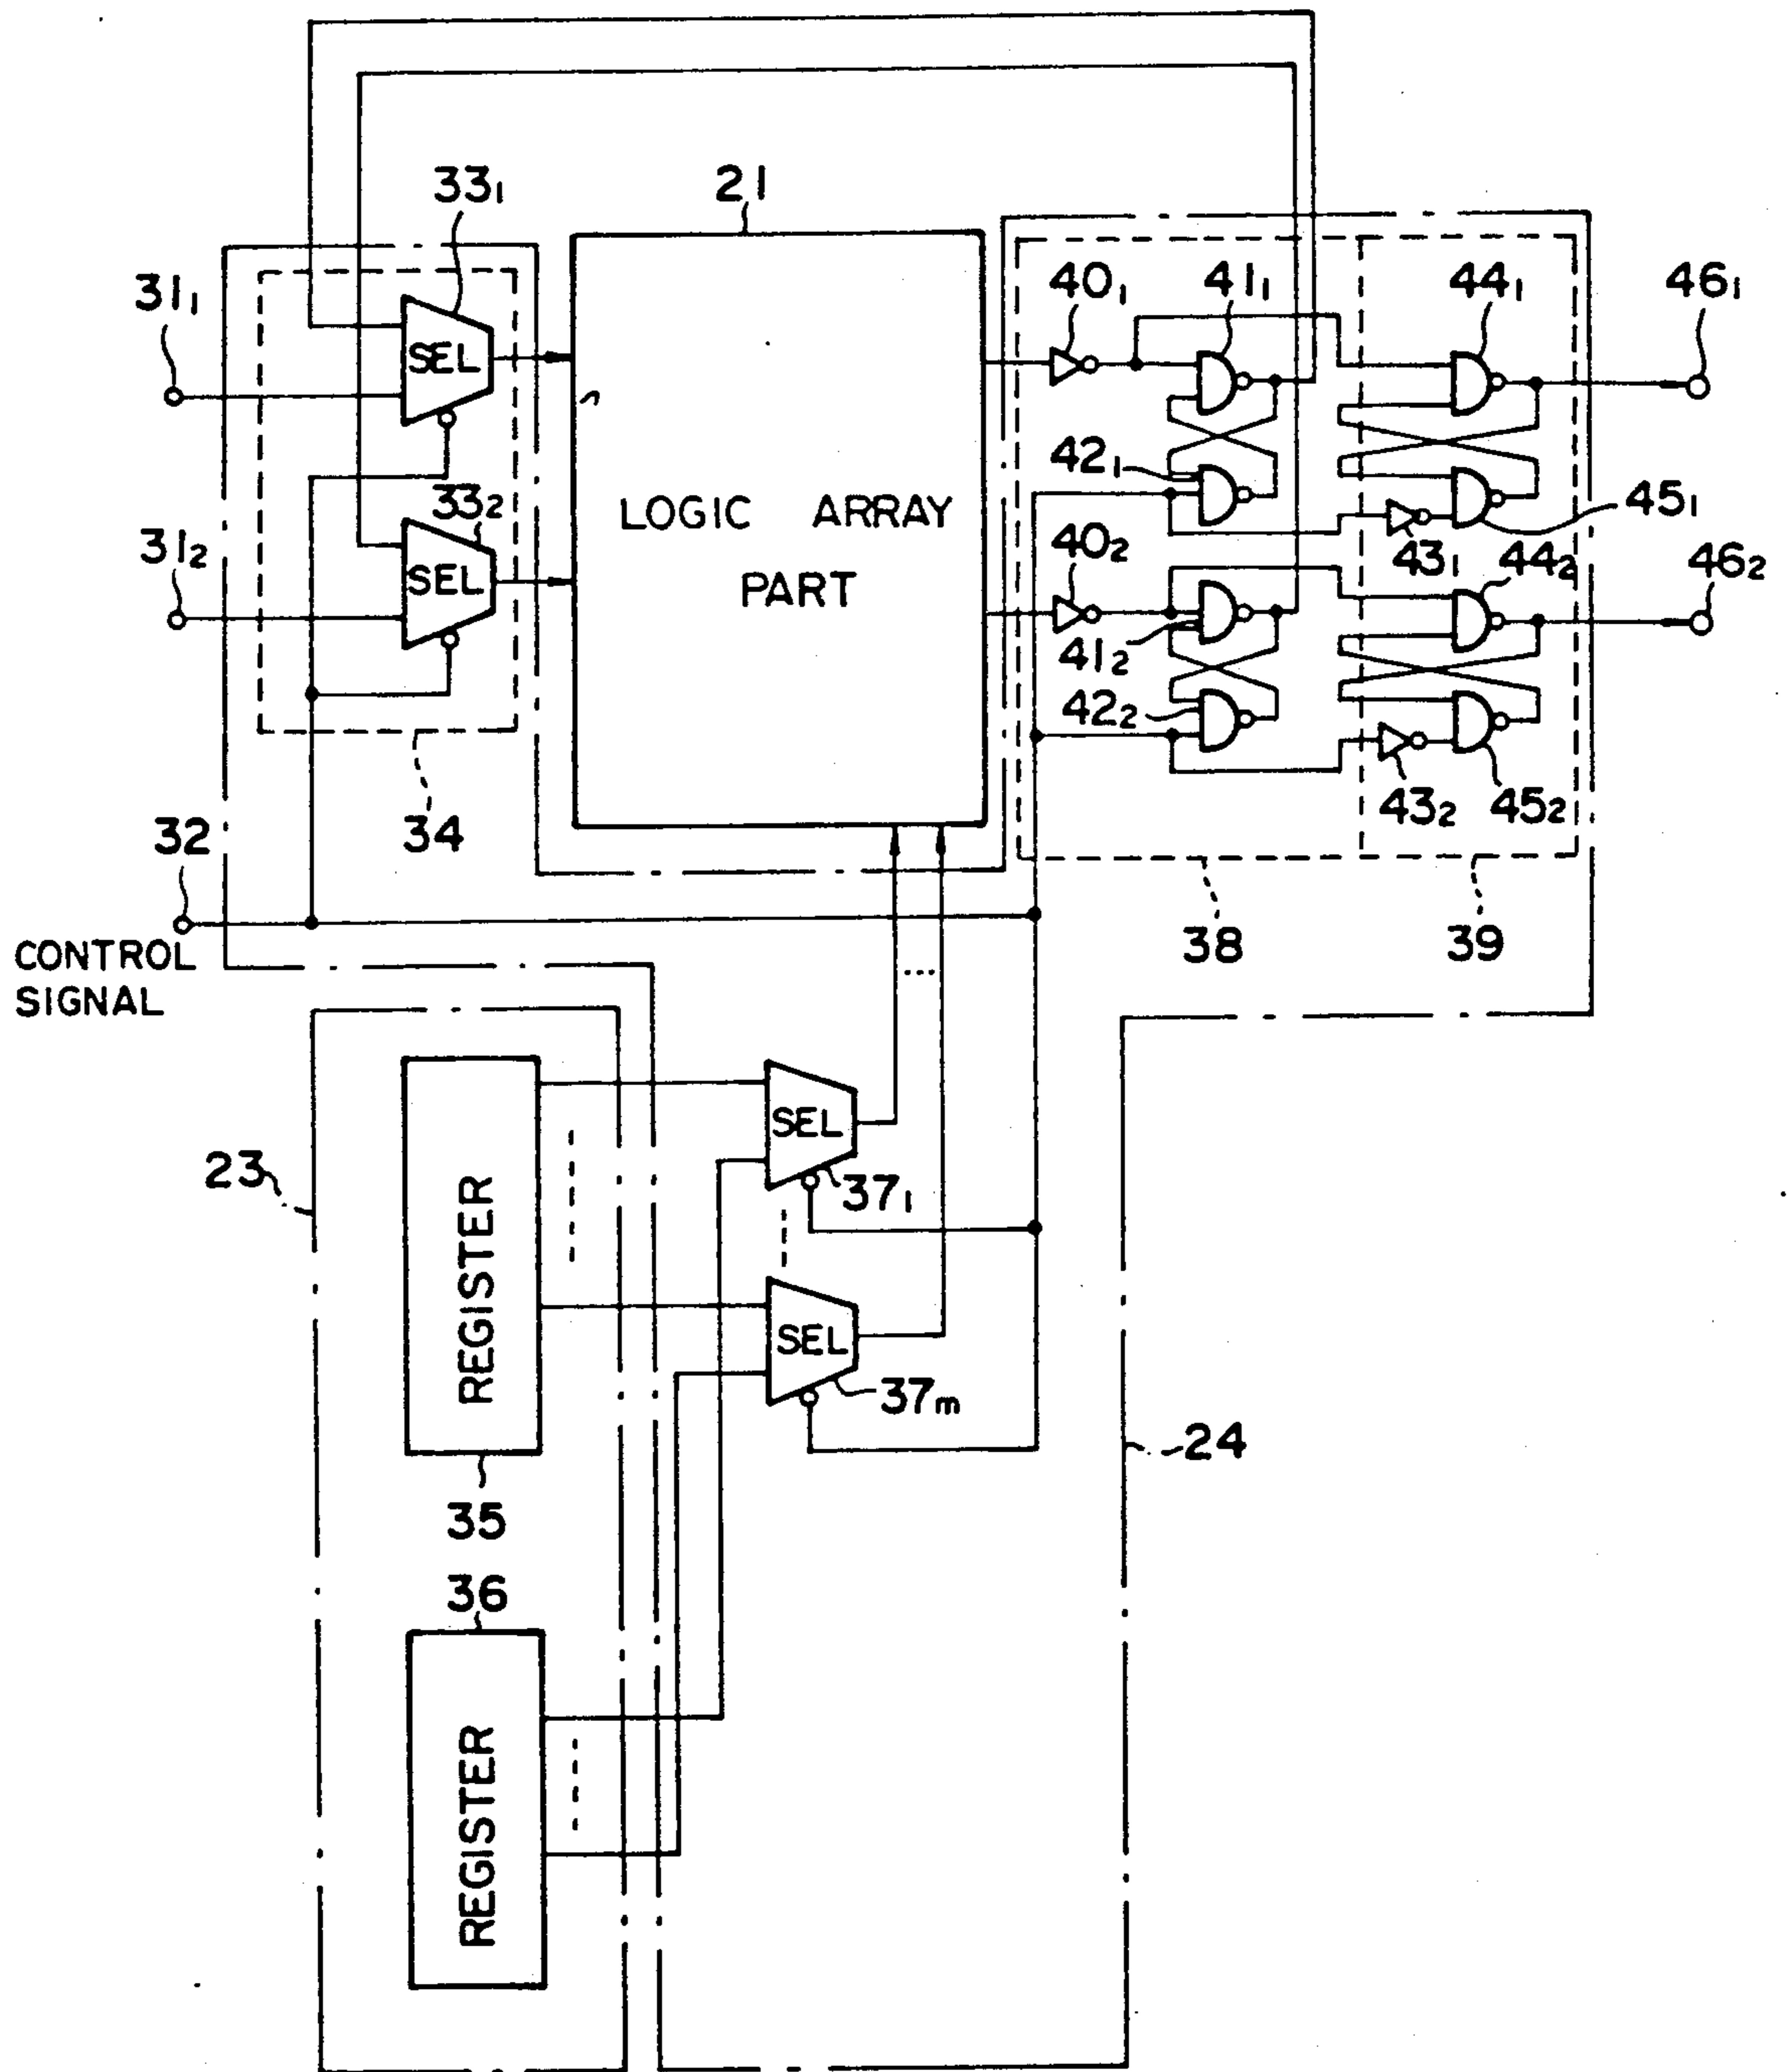 33₁
21
31₁
SEL
40₁
41₁
44₁
46₁
42₁
33₂
LOGIC ARRAY
PART
45₁
31₂
SEL
40₂
43₁
44₂
46₂
41₂
42₂
43₂
45₂
34
32
38
39
CONTROL
SIGNAL
SEL
23
REGISTER
37₁
SEL
37m
24
35
36
REGISTER